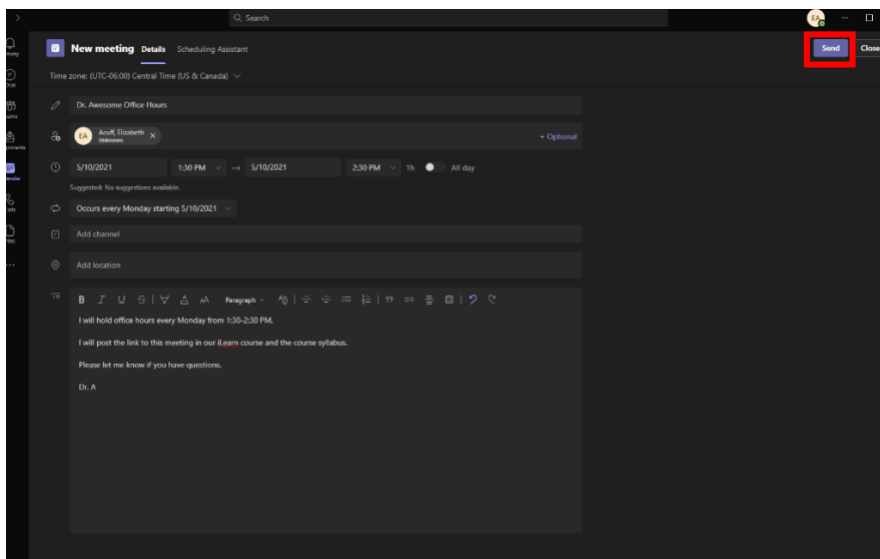 Search
EA
New meeting Details Scheduling Assistant
Send
Close
Time zone: (UTC-06:00) Central Time (US & Canada)
Dr. Awesome Office Hours
EA
Acuff, Elizabeth
Unknown
+ Optional
5/10/2021 1:30 PM → 5/10/2021 2:30 PM 1h All day
Suggested: No suggestions available.
Occurs every Monday starting 5/10/2021
Add channel
Add location
B I U S Paragraph
I will hold office hours every Monday from 1:30-2:30 PM.
I will post the link to this meeting in our iLearn course and the course syllabus.
Please let me know if you have questions.
Dr. A
Chat